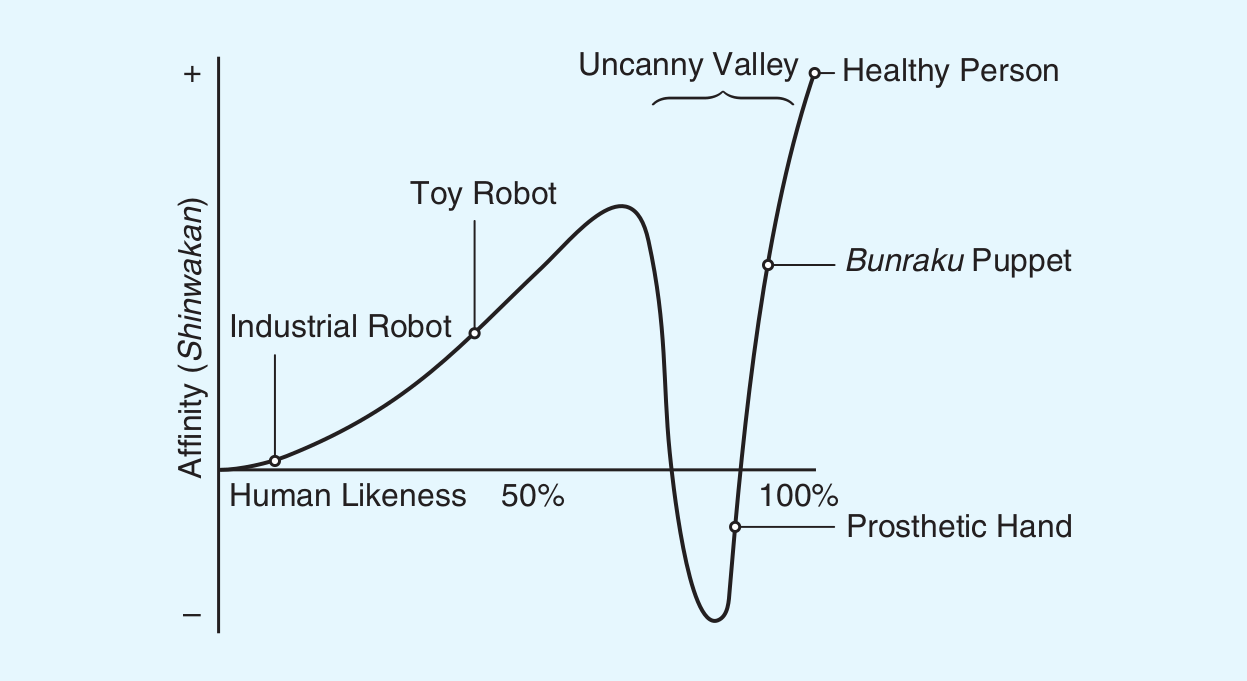 Uncanny Valley
+
Healthy Person
Toy Robot
Bunraku Puppet
Industrial Robot
Affinity (Shinwakan)
Human Likeness 50% 100%
Prosthetic Hand
–